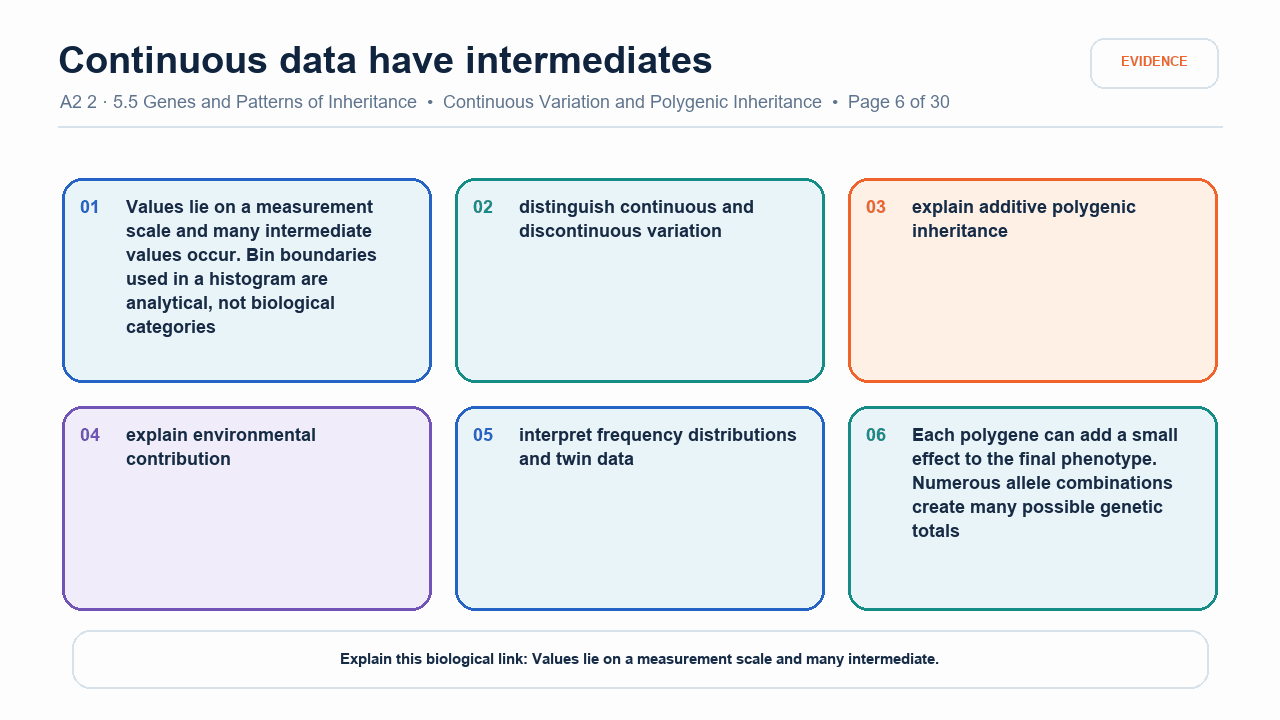 Continuous data have intermediates
EVIDENCE
A2 2 · 5.5 Genes and Patterns of Inheritance • Continuous Variation and Polygenic Inheritance • Page 6 of 30
01
Values lie on a measurement
scale and many intermediate
values occur. Bin boundaries
used in a histogram are
analytical, not biological
categories
02
distinguish continuous and
discontinuous variation
03
explain additive polygenic
inheritance
04
explain environmental
contribution
05
interpret frequency distributions
and twin data
06
Each polygene can add a small
effect to the final phenotype.
Numerous allele combinations
create many possible genetic
totals
Explain this biological link: Values lie on a measurement scale and many intermediate.